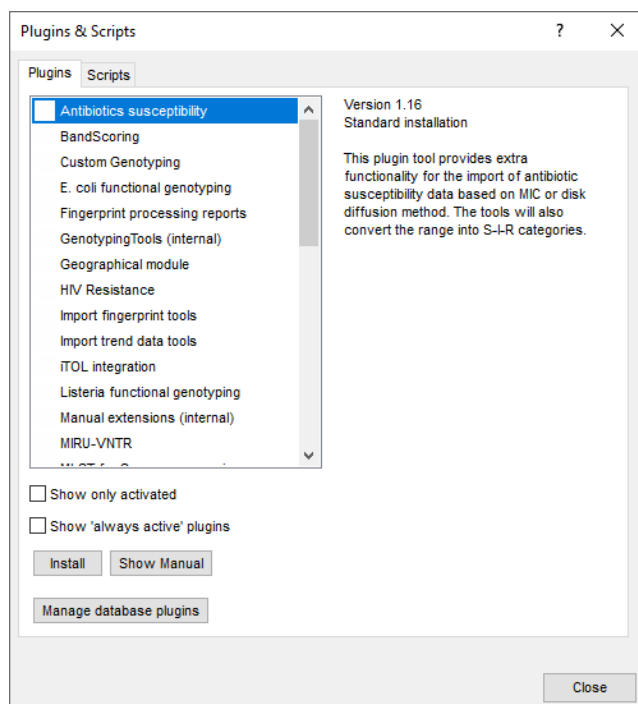 Plugins & Scripts
?
Plugins
Scripts
Antibiotics susceptibility
BandScoring
Custom Genotyping
E. coli functional genotyping
Fingerprint processing reports
GenotypingTools (internal)
Geographical module
HIV Resistance
Import fingerprint tools
Import trend data tools
iTOL integration
Listeria functional genotyping
Manual extensions (internal)
MIRU-VNTR
Version 1.16
Standard installation
This plugin tool provides extra
functionality for the import of antibiotic
susceptibility data based on MIC or disk
diffusion method. The tools will also
convert the range into S-I-R categories.
Show only activated
Show 'always active' plugins
Install
Show Manual
Manage database plugins
Close